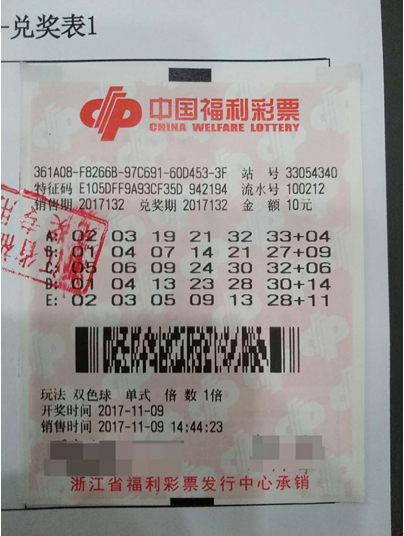 -兑奖表1
中国福利彩票
CHINA WELFARE LOTTERY
361A08-FB266B-97C691-60D453-3F 站 号 33054340
特征码 E105DFF9A93CF35D 942194 流水号 100212
销售期 2017132 兑奖期 2017132 金 额 10元
A: 02 03 19 21 32 33+04
B: 01 04 07 14 21 27+09
C: 05 06 09 24 30 32+06
D: 01 04 13 23 28 30+14
E: 02 03 05 09 13 28+11
玩法 双色球 单式 倍 数 1倍
开奖时间 2017-11-09
销售时间 2017-11-09 14:44:23
浙江省福利彩票发行中心承销